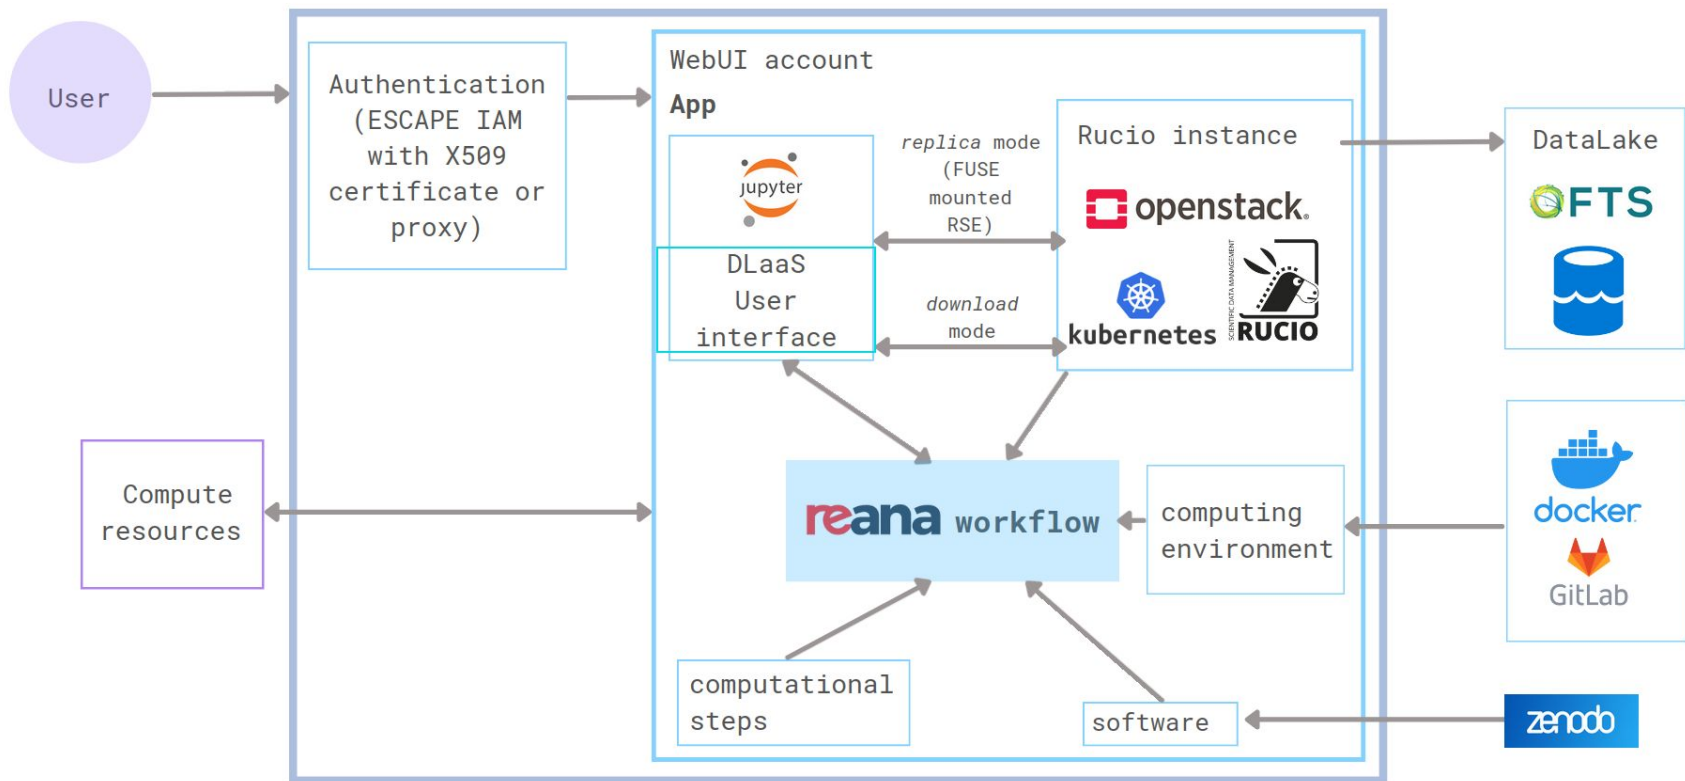 User
Authentication
(ESCAPE IAM
with X509
certificate or
proxy)
WebUI account
App
jupyter
DLaaS
User
interface
replica mode
(FUSE
mounted
RSE)
download
mode
Rucio instance
openstack.
kubernetes
SCIENTIFIC DATA MANAGEMENT
RUCIO
DataLake
FTS
Compute
resources
reana workflow
computing
environment
docker
GitLab
computational
steps
software
zenodo